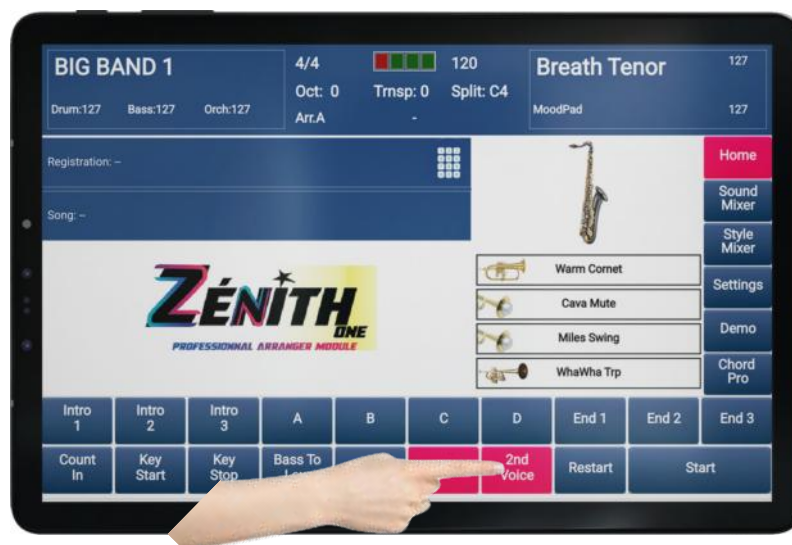 BIG BAND 1
Drum:127 Bass:127 Orch:127
4/4 120
Oct: 0 Trnsp: 0 Split: C4
Arr.A -
Breath Tenor 127
MoodPad 127
Registration: –
Song: –
ZÉNITH
ONE
PROFESSIONNAL ARRANGER MODULE
Warm Cornet
Cava Mute
Miles Swing
WhaWha Trp
Home
Sound
Mixer
Style
Mixer
Settings
Demo
Chord
Pro
Intro
1
Intro
2
Intro
3
A
B
C
D
End 1
End 2
End 3
Count
In
Key
Start
Key
Stop
Bass To
2nd
Voice
Restart
Start